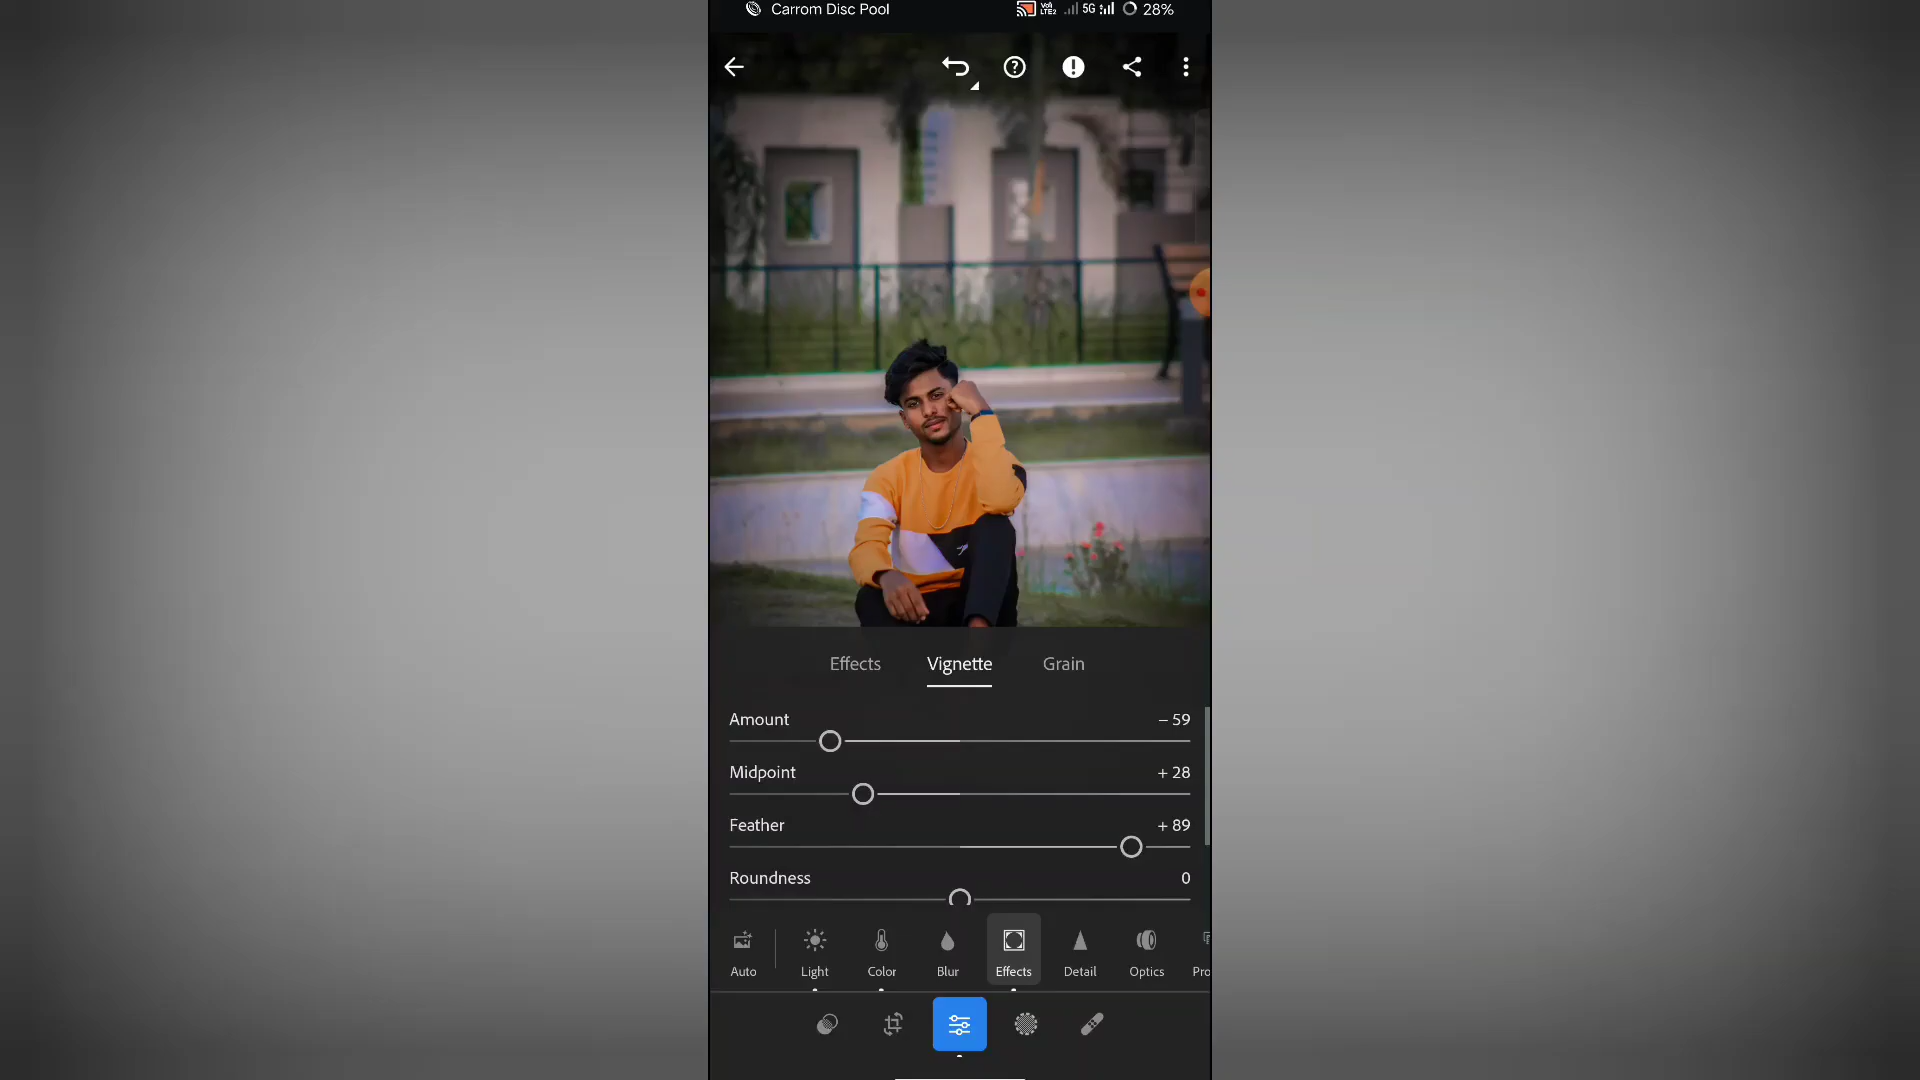 Carrom Disc Pool
5G 28%
Effects Vignette Grain
Amount – 59
Midpoint + 28
Feather + 89
Roundness 0
Auto Light Color Blur Effects Detail Optics Pro